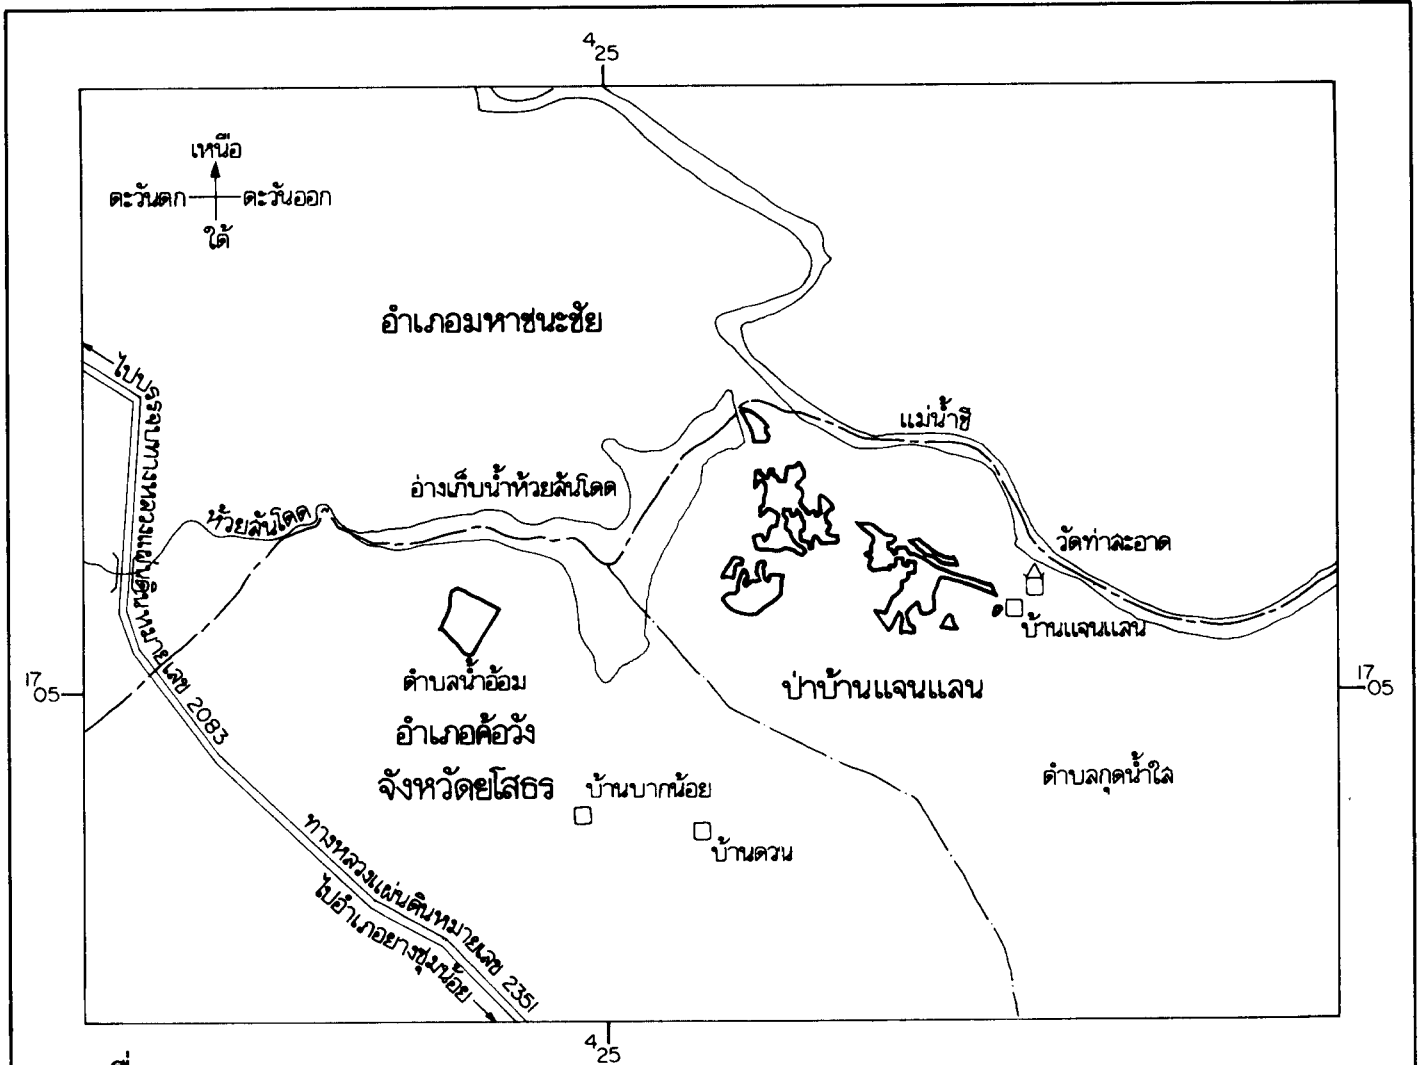 4 25
เหนือ
ตะวันตก
ตะวันออก
ใต้
อำเภอมหาชนะชัย
ไปบรรจบทางหลวงแผ่นดินหมายเลข 2083
แม่น้ำชี
อ่างเก็บน้ำห้วยลันโดด
ห้วยลันโดด
วัดท่าสะอาด
บ้านแจนแลน
17 05
ตำบลน้ำอ้อม
ป่าบ้านแจนแลน
17 05
อำเภอค้อวัง
จังหวัดยโสธร
ตำบลกุดน้ำใส
บ้านบากน้อย
บ้านดวน
ทางหลวงแผ่นดินหมายเลข 2351
ไปอำเภอยางชุมน้อย
4 25